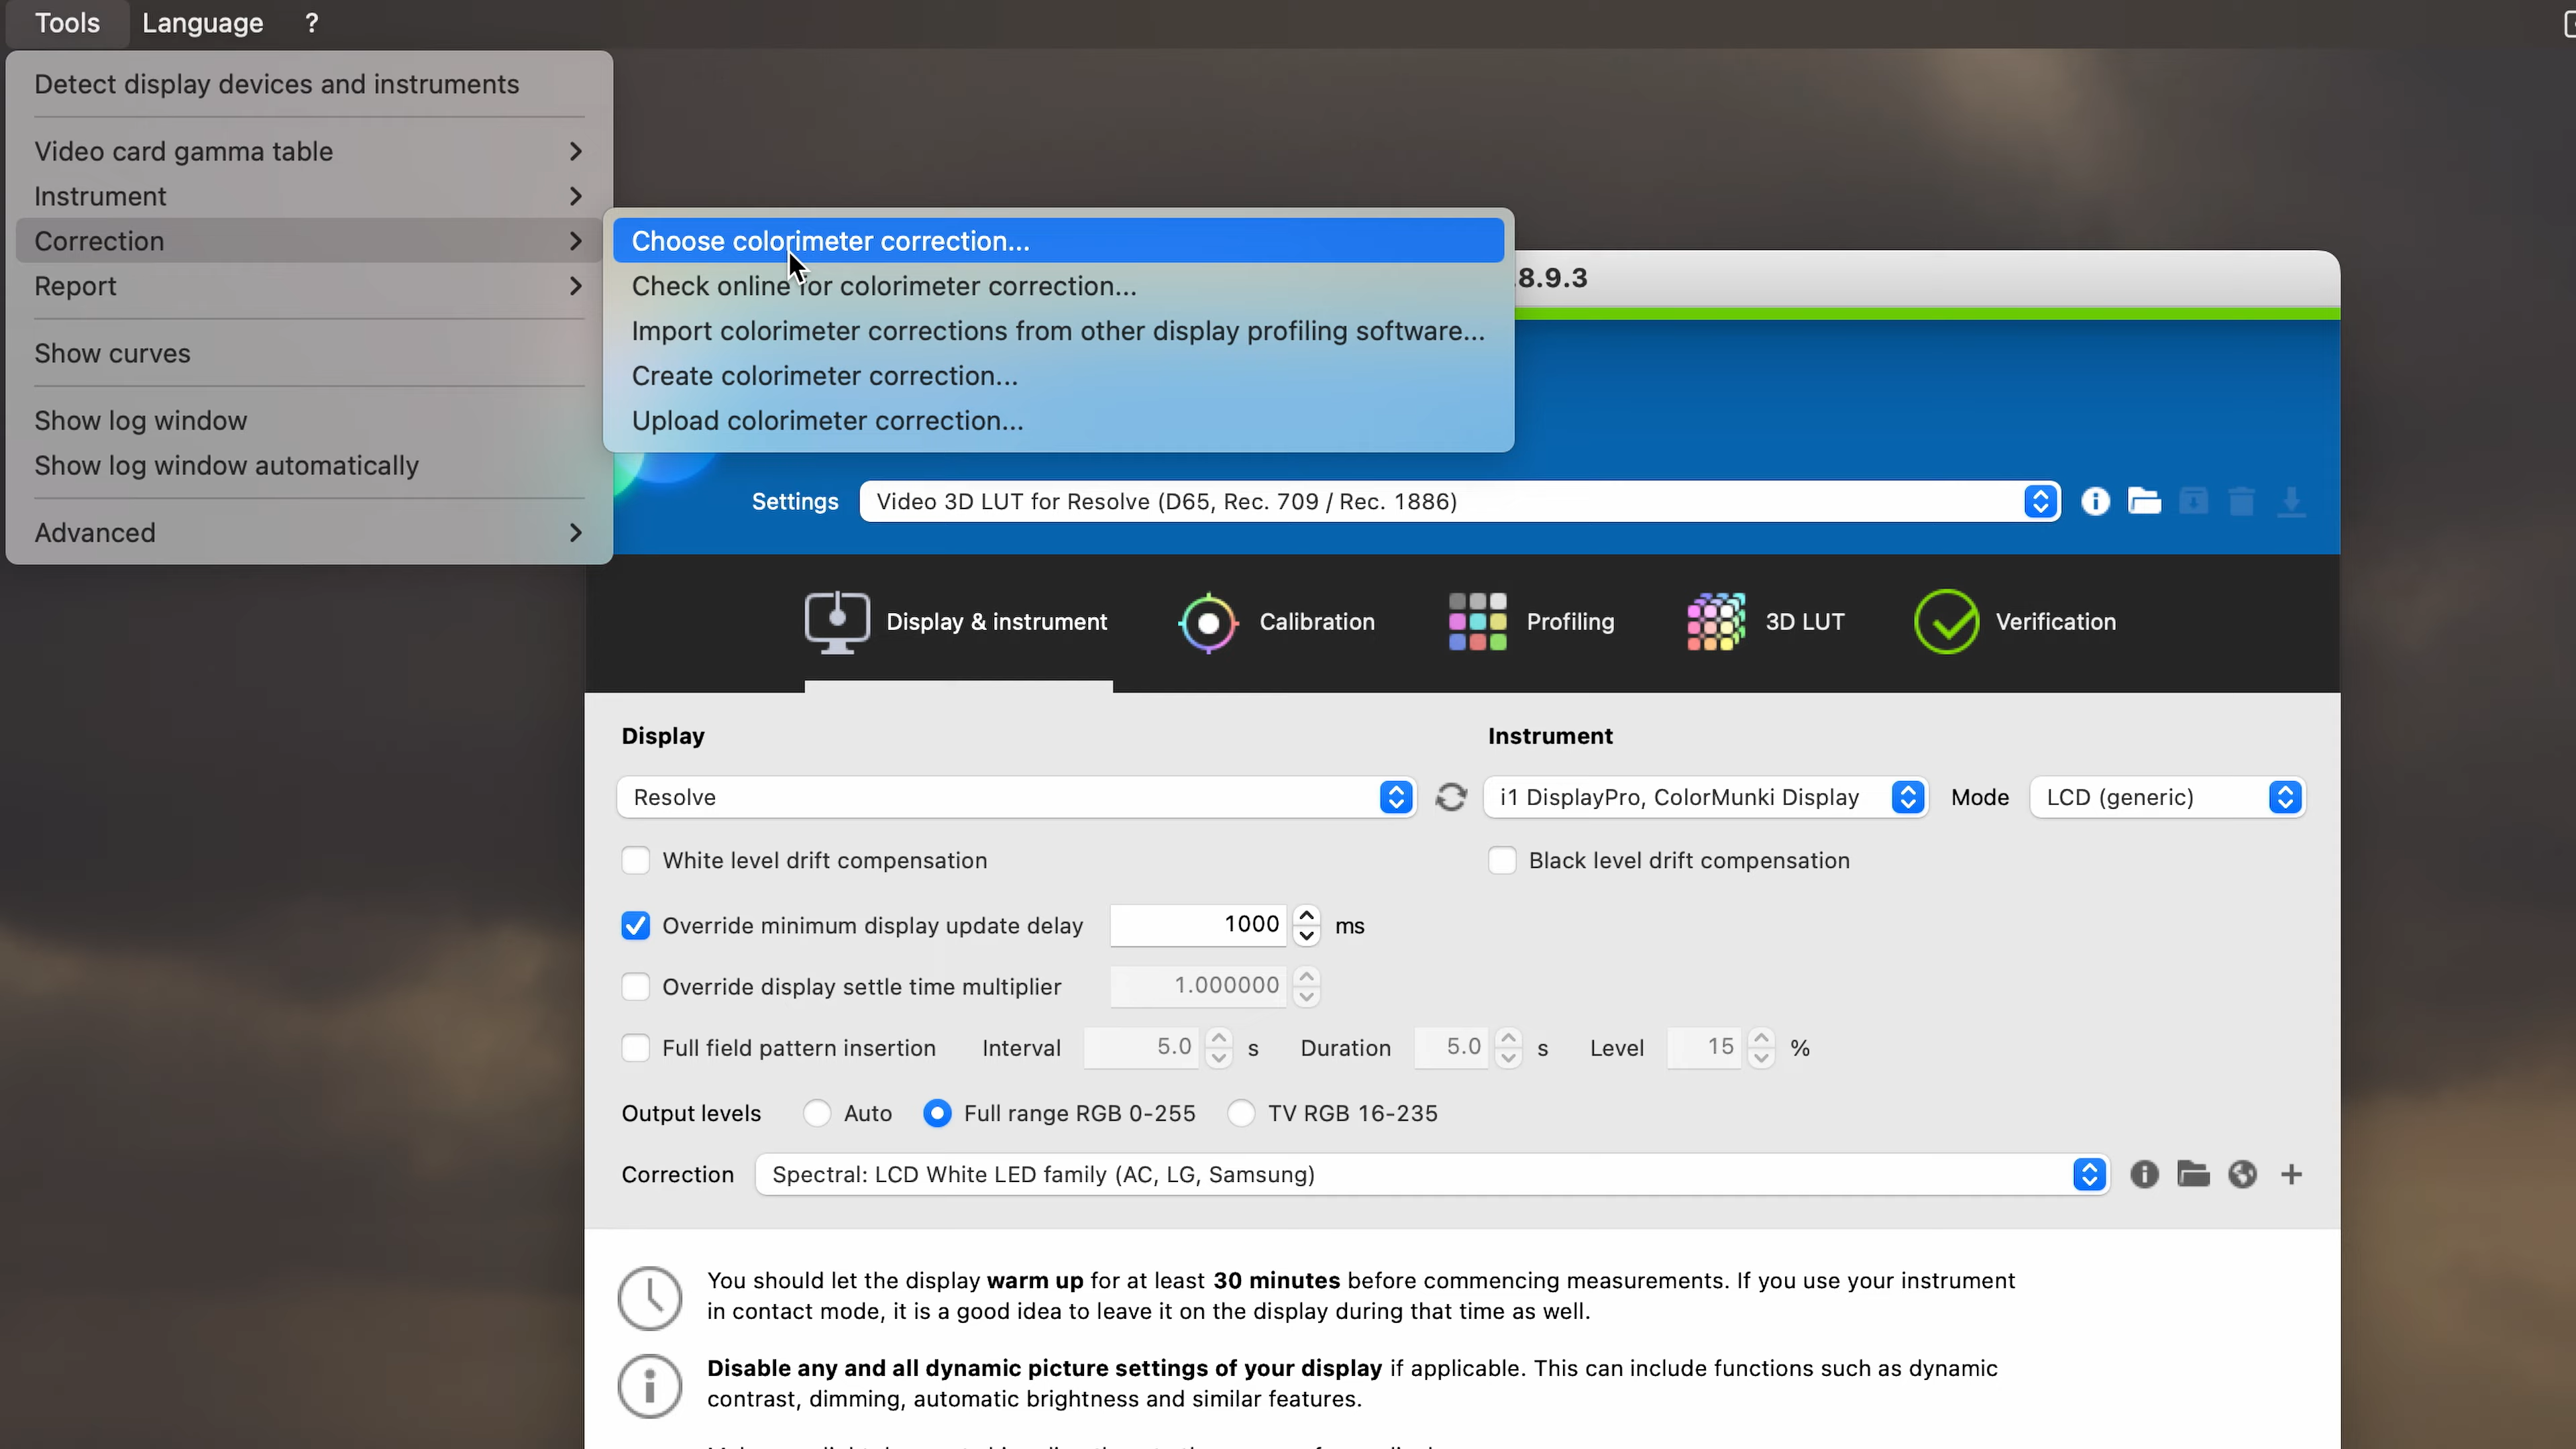 Tools Language ?
Detect display devices and instruments
Video card gamma table
Instrument
Correction
Report
Show curves
Show log window
Show log window automatically
Advanced
Choose colorimeter correction...
Check online for colorimeter correction...
Import colorimeter corrections from other display profiling software...
Create colorimeter correction...
Upload colorimeter correction...
8.9.3
Settings Video 3D LUT for Resolve (D65, Rec. 709 / Rec. 1886)
Display & instrument Calibration Profiling 3D LUT Verification
Display Instrument
Resolve i1 DisplayPro, ColorMunki Display Mode LCD (generic)
White level drift compensation Black level drift compensation
Override minimum display update delay 1000 ms
Override display settle time multiplier 1.000000
Full field pattern insertion Interval 5.0 s Duration 5.0 s Level 15 %
Output levels Auto Full range RGB 0-255 TV RGB 16-235
Correction Spectral: LCD White LED family (AC, LG, Samsung)
You should let the display warm up for at least 30 minutes before commencing measurements. If you use your instrument
in contact mode, it is a good idea to leave it on the display during that time as well.
Disable any and all dynamic picture settings of your display if applicable. This can include functions such as dynamic
contrast, dimming, automatic brightness and similar features.